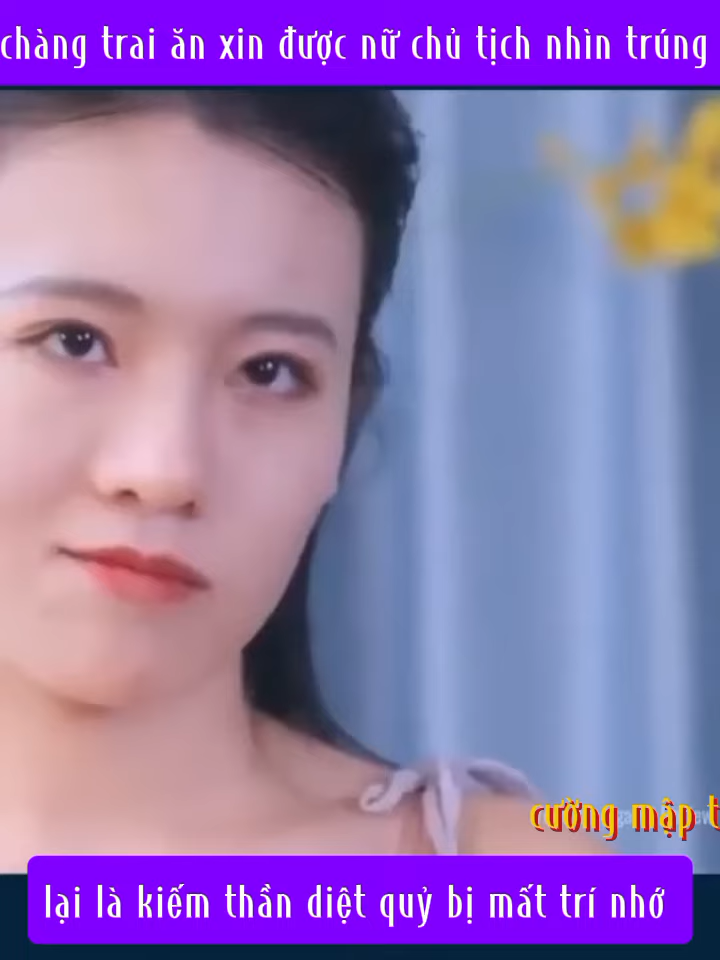 chàng trai ăn xin được nữ chủ tịch nhìn trúng
cường mập t
lại là kiếm thần diệt quỷ bị mất trí nhớ